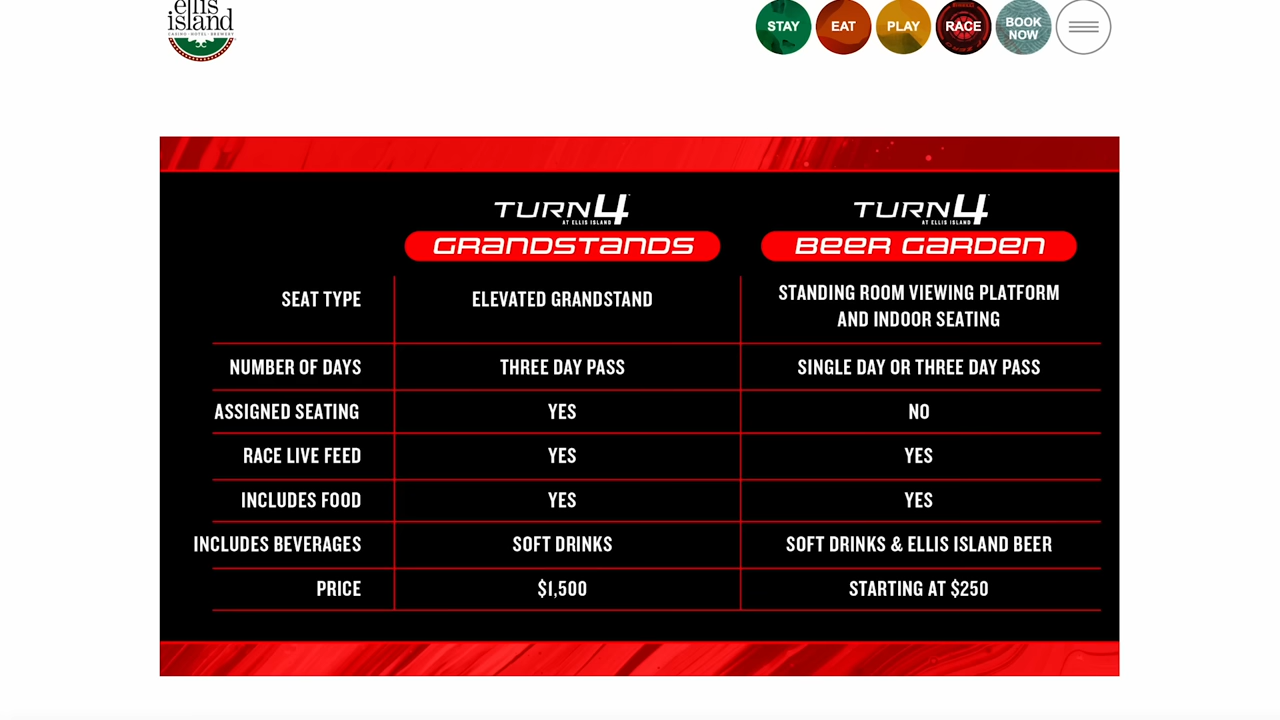 ellis
island
CASINO • HOTEL • BREWERY
STAY
EAT
PLAY
RACE
BOOK
NOW
TURN4
AT ELLIS ISLAND
GRANDSTANDS
TURN4
AT ELLIS ISLAND
BEER GARDEN
SEAT TYPE
ELEVATED GRANDSTAND
STANDING ROOM VIEWING PLATFORM
AND INDOOR SEATING
NUMBER OF DAYS
THREE DAY PASS
SINGLE DAY OR THREE DAY PASS
ASSIGNED SEATING
YES
NO
RACE LIVE FEED
YES
YES
INCLUDES FOOD
YES
YES
INCLUDES BEVERAGES
SOFT DRINKS
SOFT DRINKS & ELLIS ISLAND BEER
PRICE
$1,500
STARTING AT $250